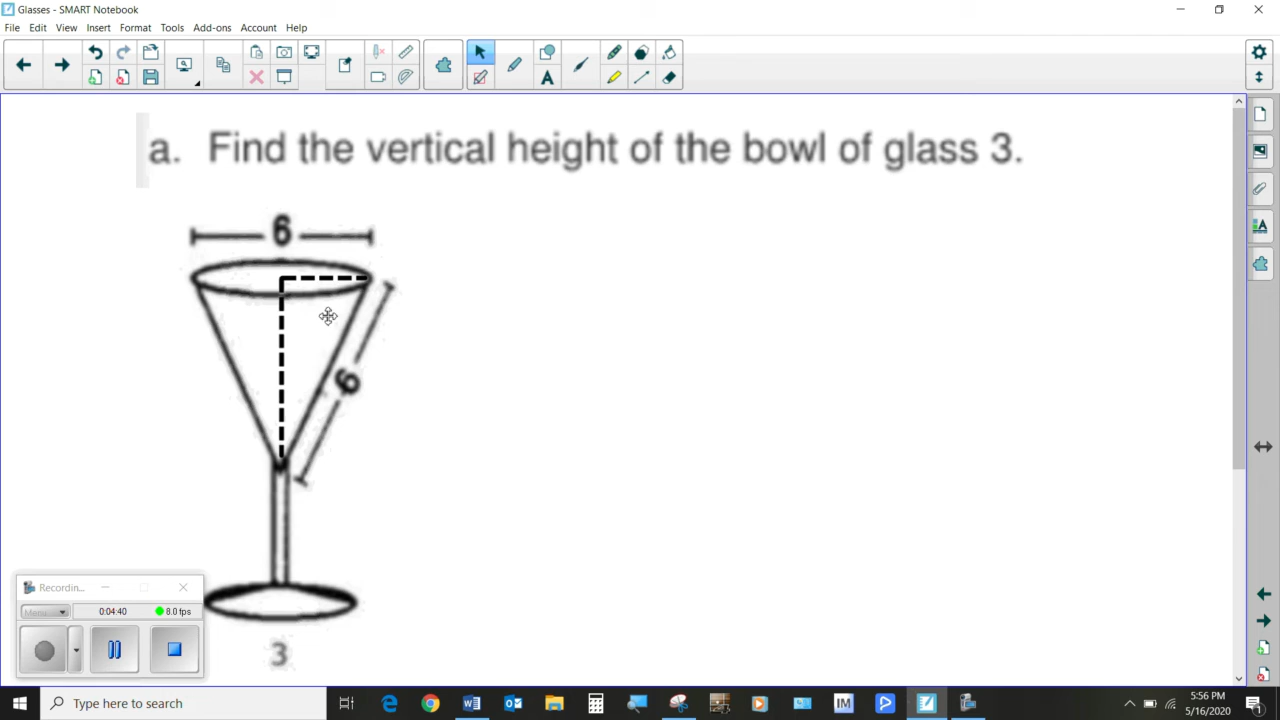 Glasses - SMART Notebook
File Edit View Insert Format Tools Add-ons Account Help
a. Find the vertical height of the bowl of glass 3.
6
6
3
Recordin...
Menu 0:04:40 8.0 fps
Type here to search
5:56 PM
5/16/2020